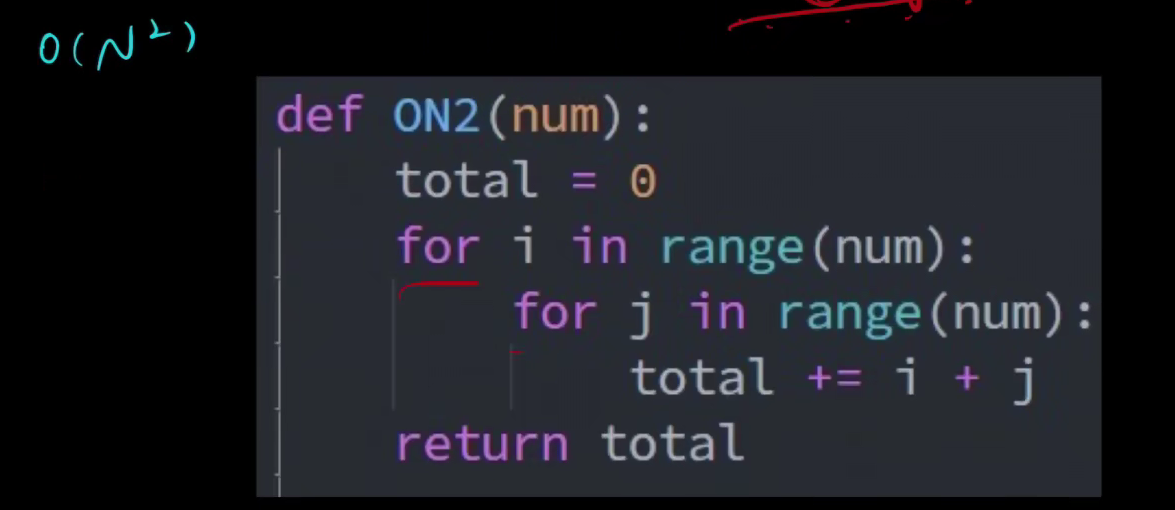 O(N²)
def ON2(num):
    total = 0
    for i in range(num):
        for j in range(num):
            total += i + j
    return total